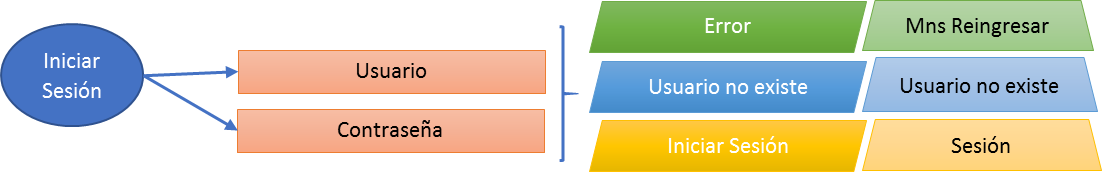 Iniciar
Sesión
Usuario
Contraseña
Error
Mns Reingresar
Usuario no existe
Usuario no existe
Iniciar Sesión
Sesión